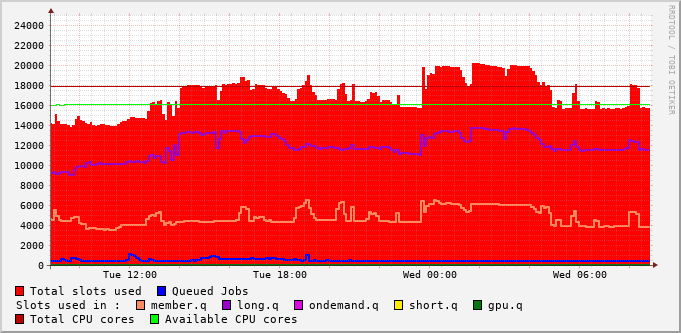 24000
22000
20000
18000
16000
14000
12000
10000
8000
6000
4000
2000
0
Tue 12:00 Tue 18:00 Wed 00:00 Wed 06:00
RRDTOOL / TOBI OETIKER
Total slots used Queued Jobs
Slots used in : member.q long.q ondemand.q short.q gpu.q
Total CPU cores Available CPU cores